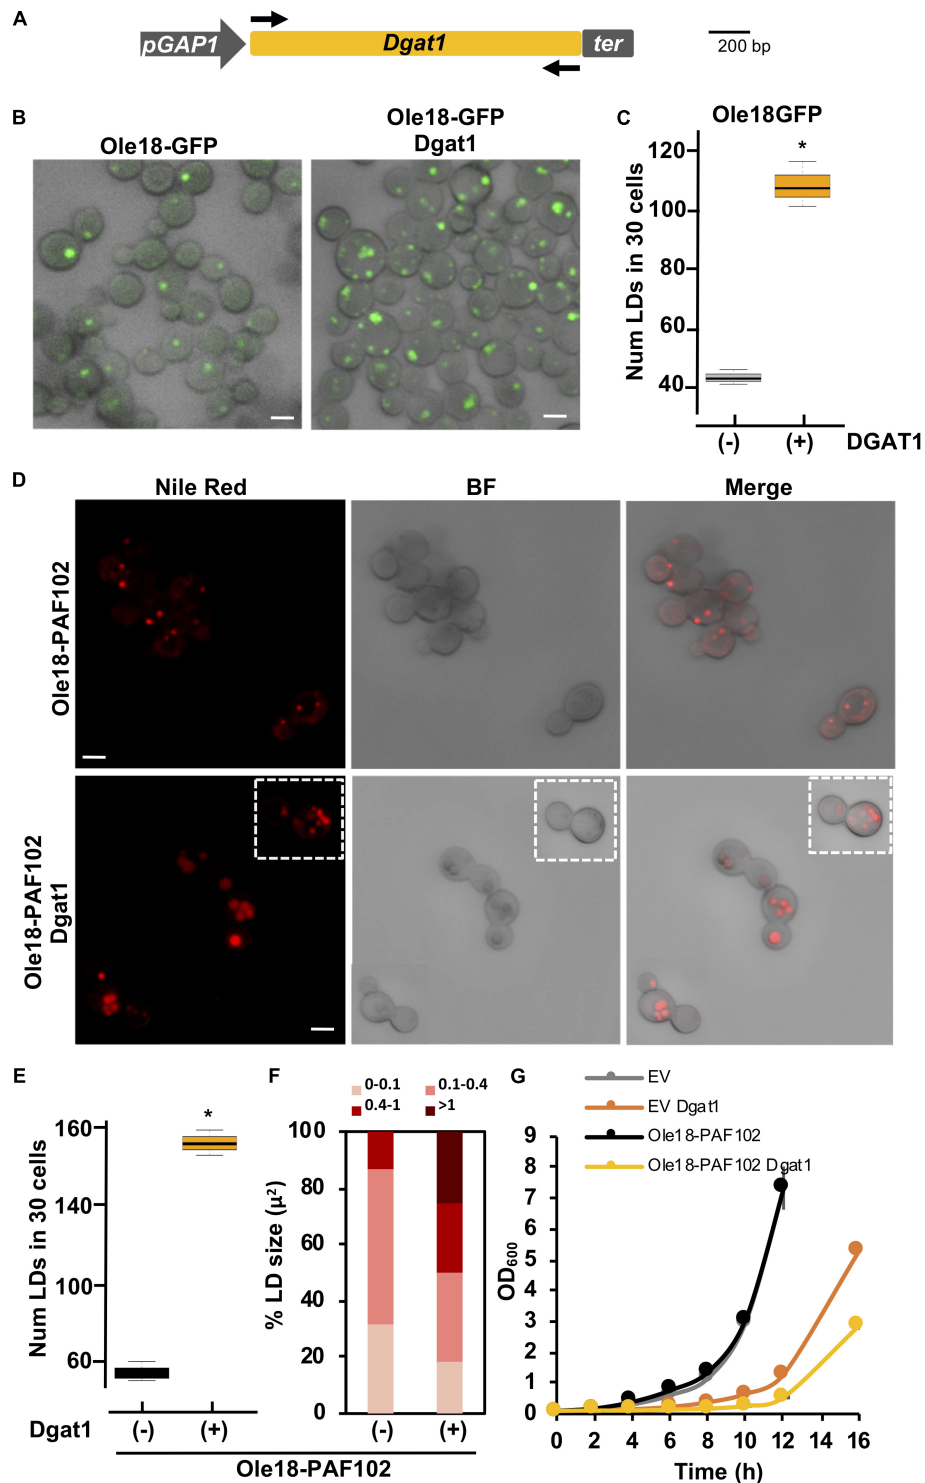 A
pGAP1
Dgat1
ter
200 bp
B
Ole18-GFP
Ole18-GFP
Dgat1
C
Ole18GFP
Num LDs in 30 cells
120
100
80
60
40
*
(-)
(+)
DGAT1
D
Nile Red
BF
Merge
Ole18-PAF102
Ole18-PAF102
Dgat1
E
Num LDs in 30 cells
160
140
100
60
*
Dgat1
(-)
(+)
Ole18-PAF102
F
0-0.1
0.1-0.4
0.4-1
>1
% LD size (µ²)
100
80
60
40
20
0
(-)
(+)
G
EV
EV Dgat1
Ole18-PAF102
Ole18-PAF102 Dgat1
OD600
9
8
7
6
5
4
3
2
1
0
0 2 4 6 8 10 12 14 16
Time (h)